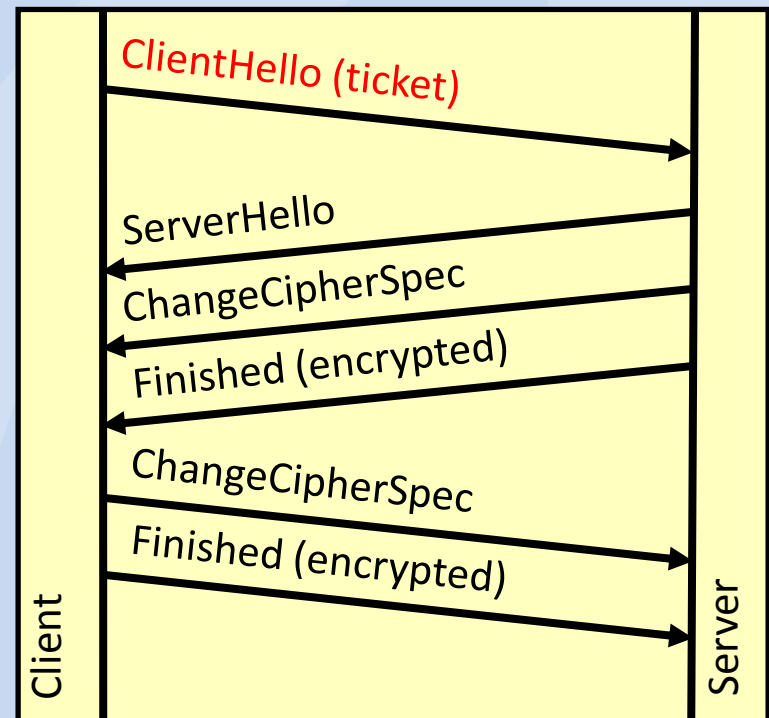 ClientHello (ticket)
ServerHello
ChangeCipherSpec
Finished (encrypted)
ChangeCipherSpec
Finished (encrypted)
Client
Server